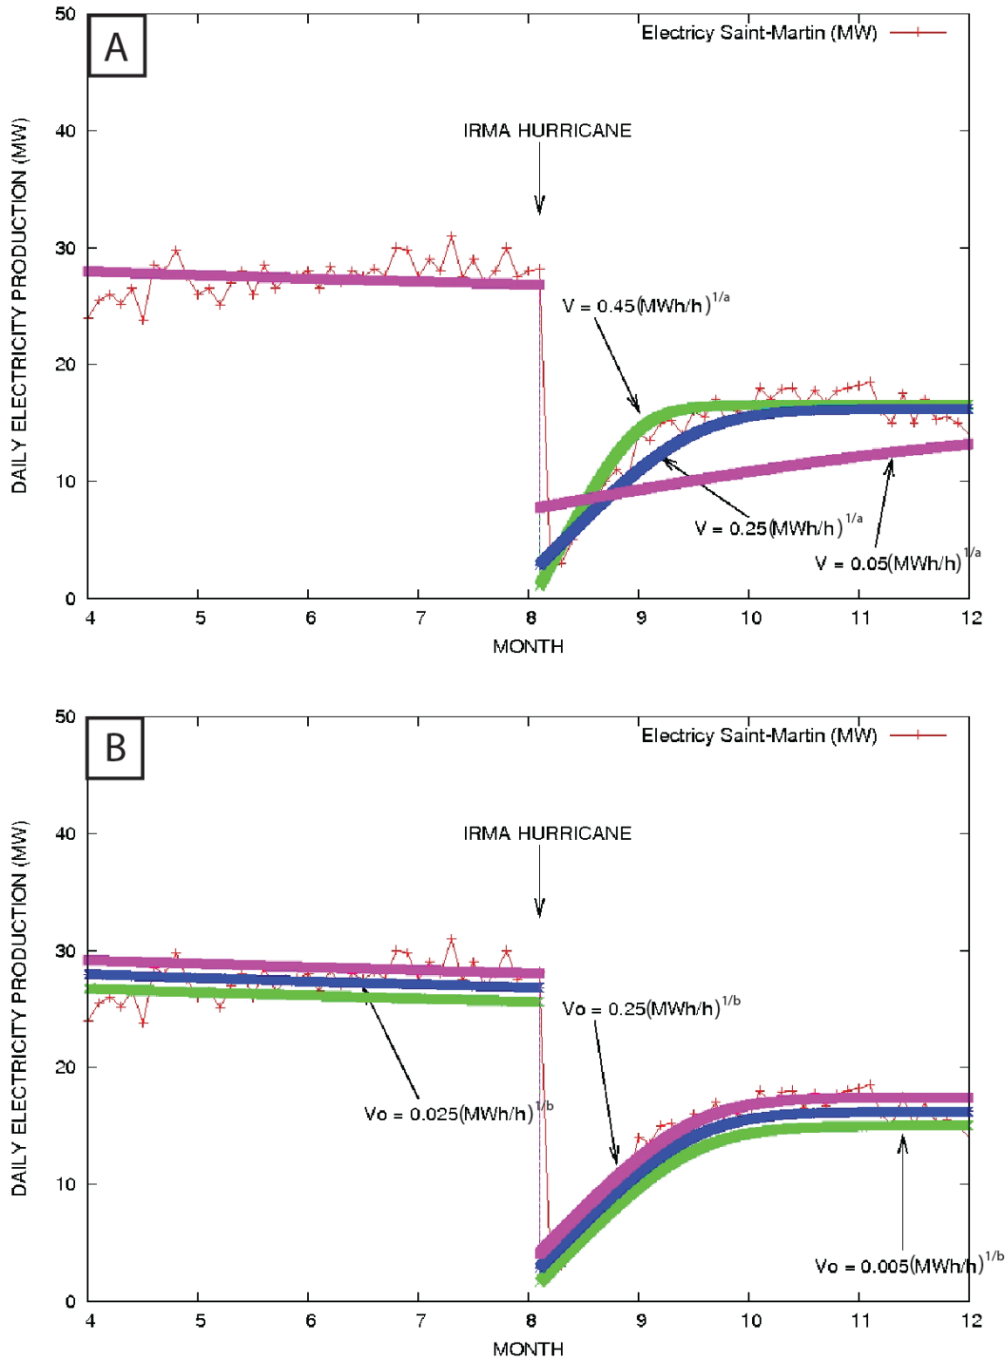 A
Electricy Saint-Martin (MW)
IRMA HURRICANE
V = 0.45(MWh/h)^1/a
V = 0.25(MWh/h)^1/a
V = 0.05(MWh/h)^1/a
DAILY ELECTRICITY PRODUCTION (MW)
50
40
30
20
10
0
4 5 6 7 8 9 10 11 12
MONTH
B
Electricy Saint-Martin (MW)
IRMA HURRICANE
Vo = 0.25(MWh/h)^1/b
Vo = 0.025(MWh/h)^1/b
Vo = 0.005(MWh/h)^1/b
DAILY ELECTRICITY PRODUCTION (MW)
50
40
30
20
10
0
4 5 6 7 8 9 10 11 12
MONTH